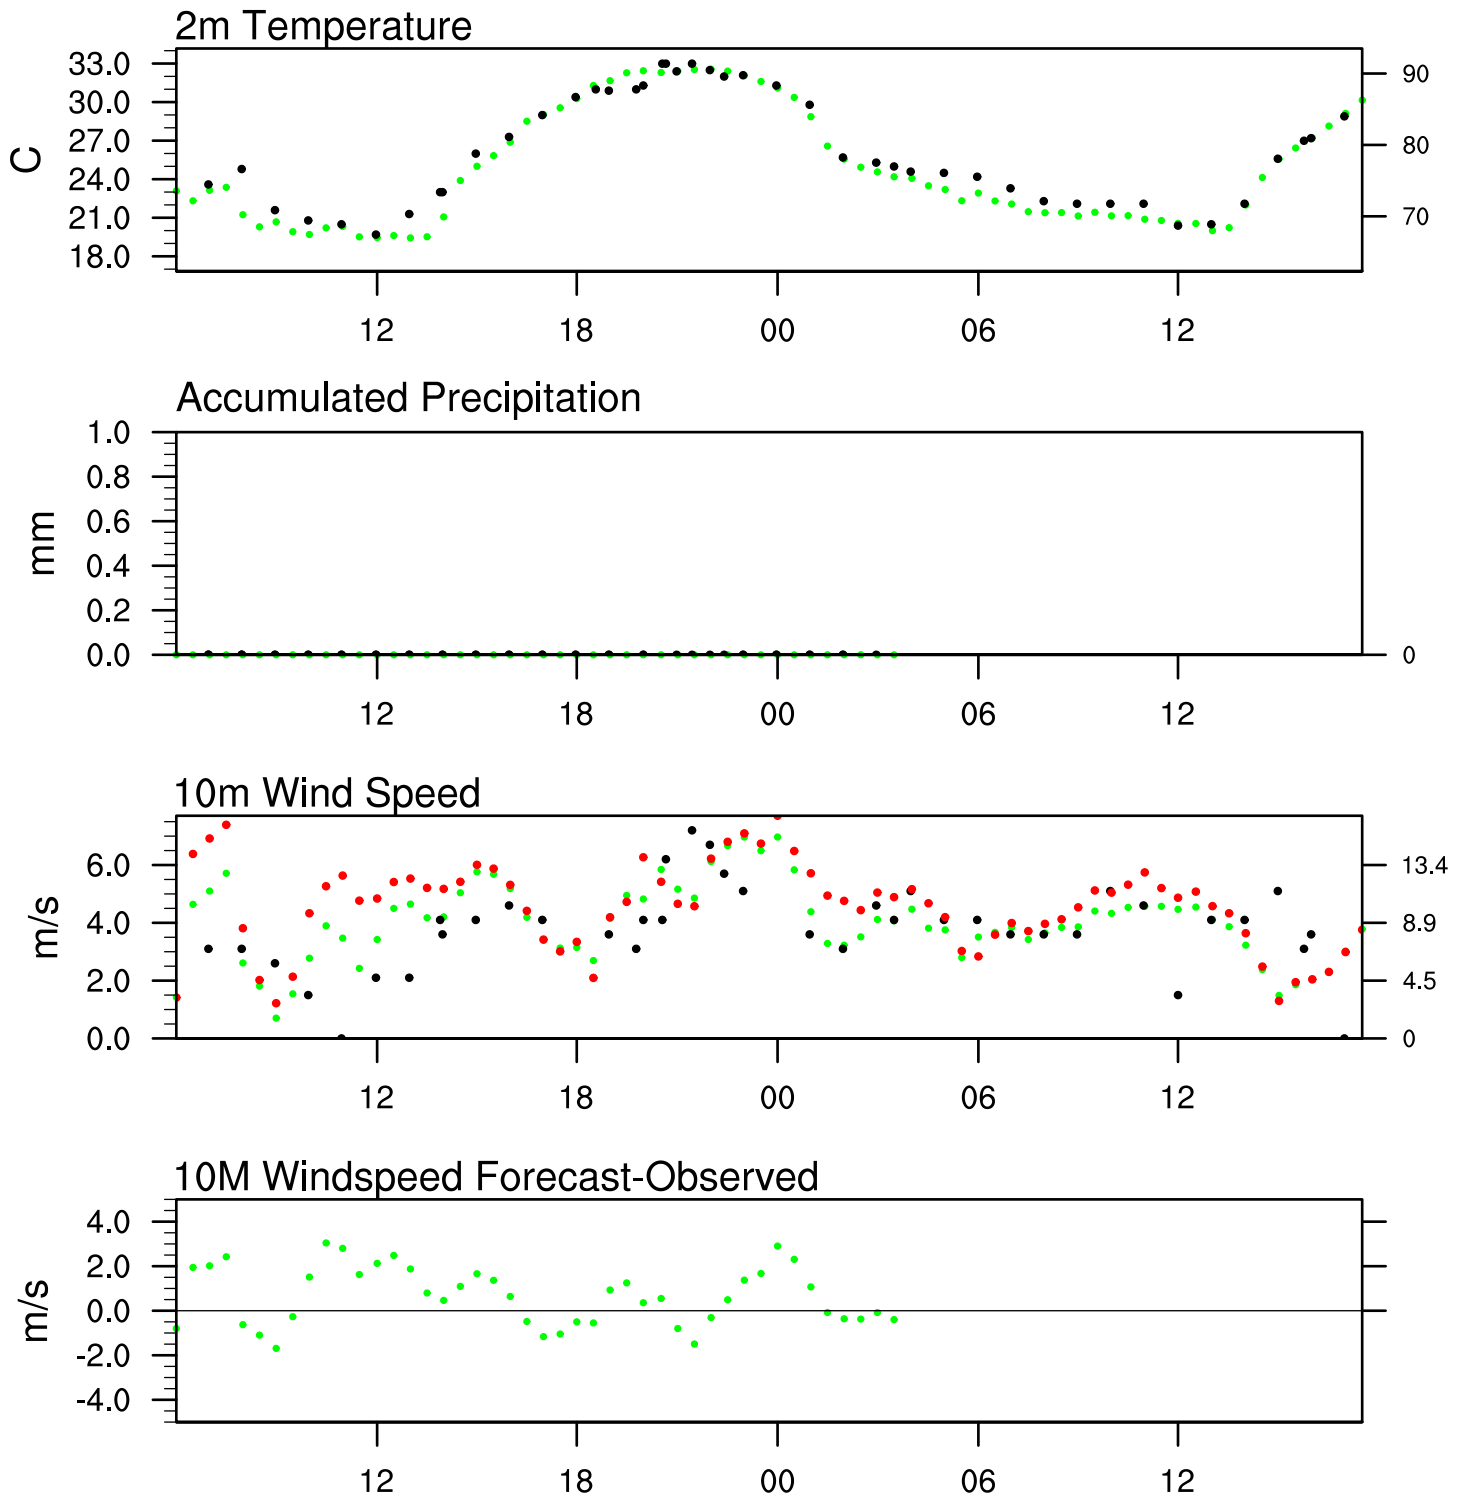 2m Temperature
33.0
30.0
27.0
24.0
21.0
18.0
C
90
80
70
12 18 00 06 12
Accumulated Precipitation
1.0
0.8
0.6
0.4
0.2
0.0
mm
0
12 18 00 06 12
10m Wind Speed
6.0
4.0
2.0
0.0
m/s
13.4
8.9
4.5
0
12 18 00 06 12
10M Windspeed Forecast-Observed
4.0
2.0
0.0
-2.0
-4.0
m/s
12 18 00 06 12